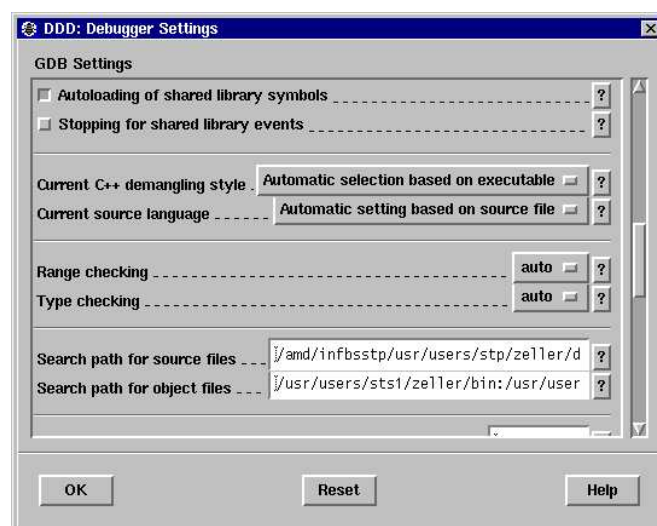 DDD: Debugger Settings
GDB Settings
Autoloading of shared library symbols ?
Stopping for shared library events ?
Current C++ demangling style Automatic selection based on executable ?
Current source language Automatic setting based on source file ?
Range checking auto ?
Type checking auto ?
Search path for source files /amd/infbsstp/usr/users/stp/zeller/d ?
Search path for object files /usr/users/sts1/zeller/bin:/usr/user ?
OK Reset Help